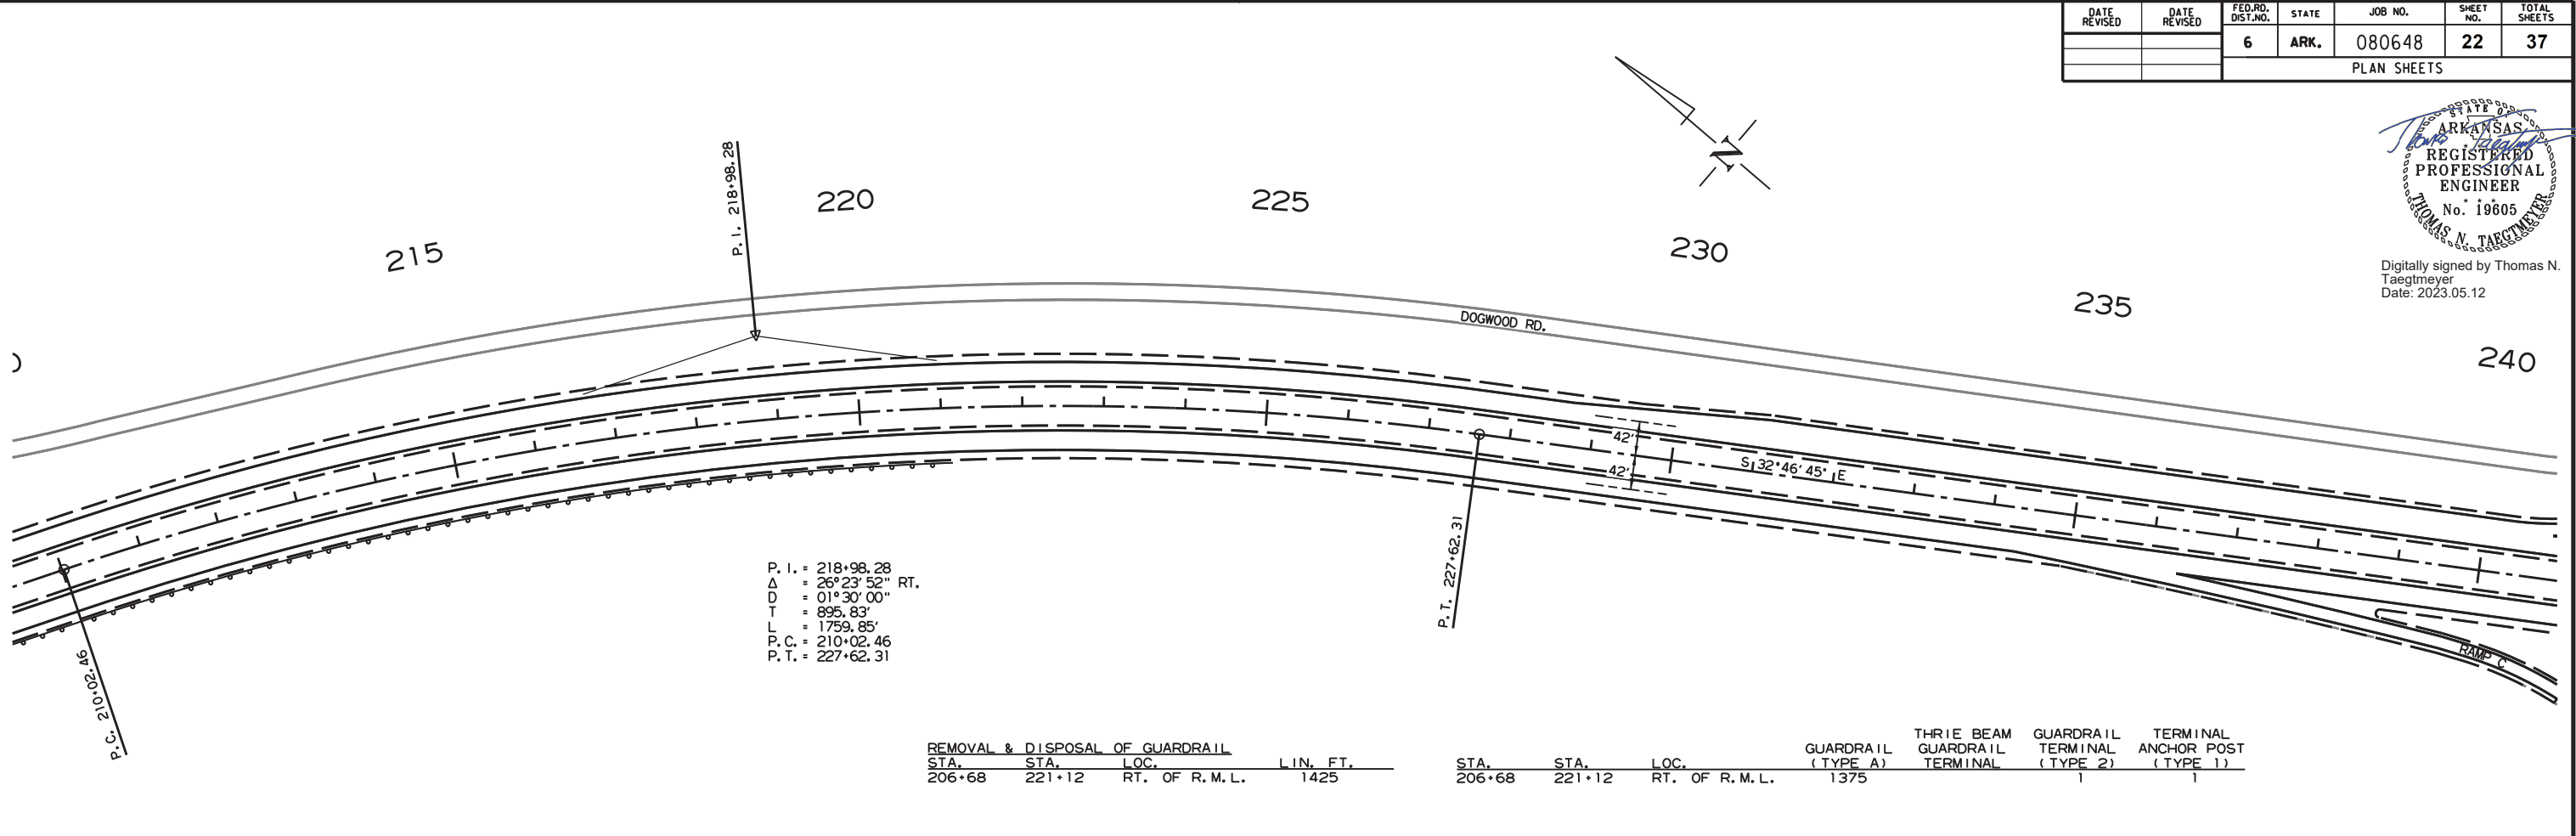 DATE REVISED
DATE REVISED
FED.RD. DIST.NO.
STATE
JOB NO.
SHEET NO.
TOTAL SHEETS
6
ARK.
080648
22
37
PLAN SHEETS
STATE OF
ARKANSAS
REGISTERED
PROFESSIONAL
ENGINEER
No. 19605
THOMAS N. TAEGTMEYER
Digitally signed by Thomas N.
Taegtmeyer
Date: 2023.05.12
N
215
220
225
230
235
240
P.I. 218+98.28
DOGWOOD RD.
42'
42'
S 32°46'45" E
P.C. 210+02.46
P.T. 227+62.31
RAMP C
P.I. = 218+98.28
Δ = 26°23'52" RT.
D = 01°30'00"
T = 895.83'
L = 1759.85'
P.C. = 210+02.46
P.T. = 227+62.31
REMOVAL & DISPOSAL OF GUARDRAIL
STA. STA. LOC. LIN. FT.
206+68 221+12 RT. OF R.M.L. 1425
THRIE BEAM GUARDRAIL TERMINAL
GUARDRAIL GUARDRAIL TERMINAL ANCHOR POST
STA. STA. LOC. (TYPE A) TERMINAL (TYPE 2) (TYPE 1)
206+68 221+12 RT. OF R.M.L. 1375 1 1